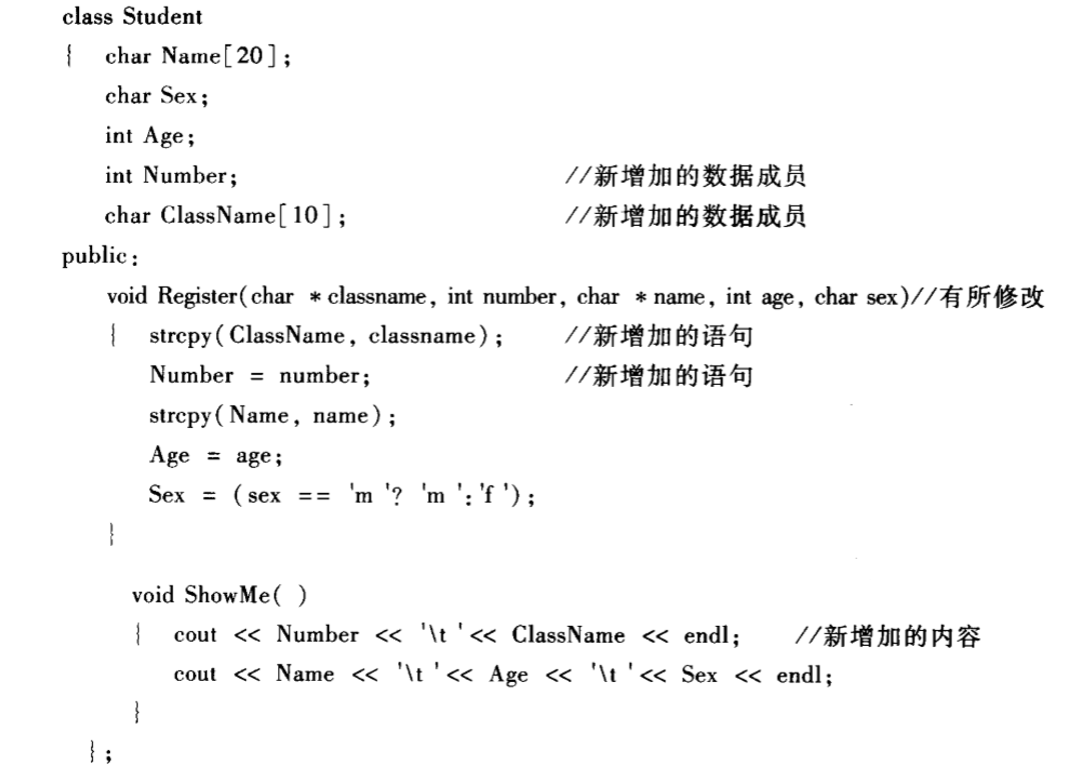 class Student
{ char Name[20];
char Sex;
int Age;
int Number; //新增加的数据成员
char ClassName[10]; //新增加的数据成员
public:
void Register(char *classname, int number, char *name, int age, char sex)//有所修改
{ strcpy(ClassName, classname); //新增加的语句
Number = number; //新增加的语句
strcpy(Name, name);
Age = age;
Sex = (sex == 'm'? 'm':'f');
}
void ShowMe( )
{ cout << Number << '\t'<< ClassName << endl; //新增加的内容
cout << Name << '\t'<< Age << '\t'<< Sex << endl;
}
};